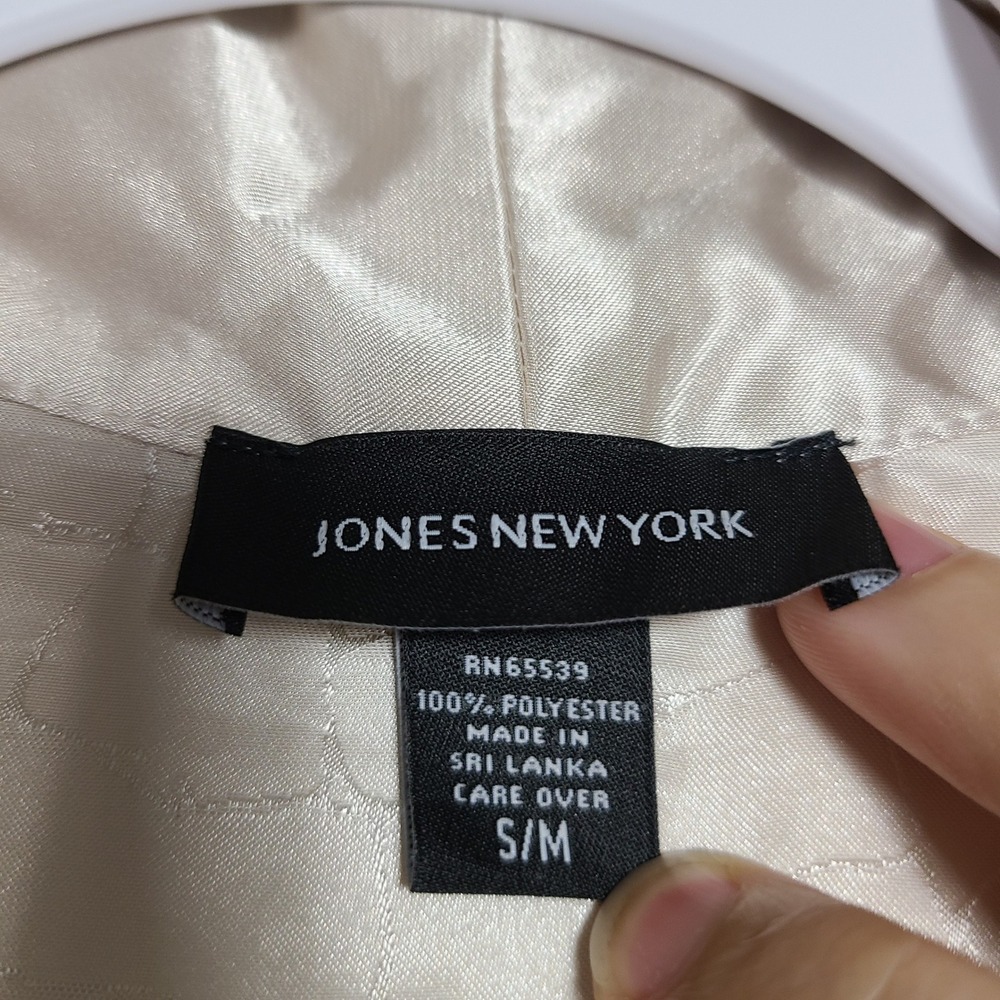 JONES NEW YORK
RN65539
100% POLYESTER
MADE IN
SRI LANKA
CARE OVER
S/M